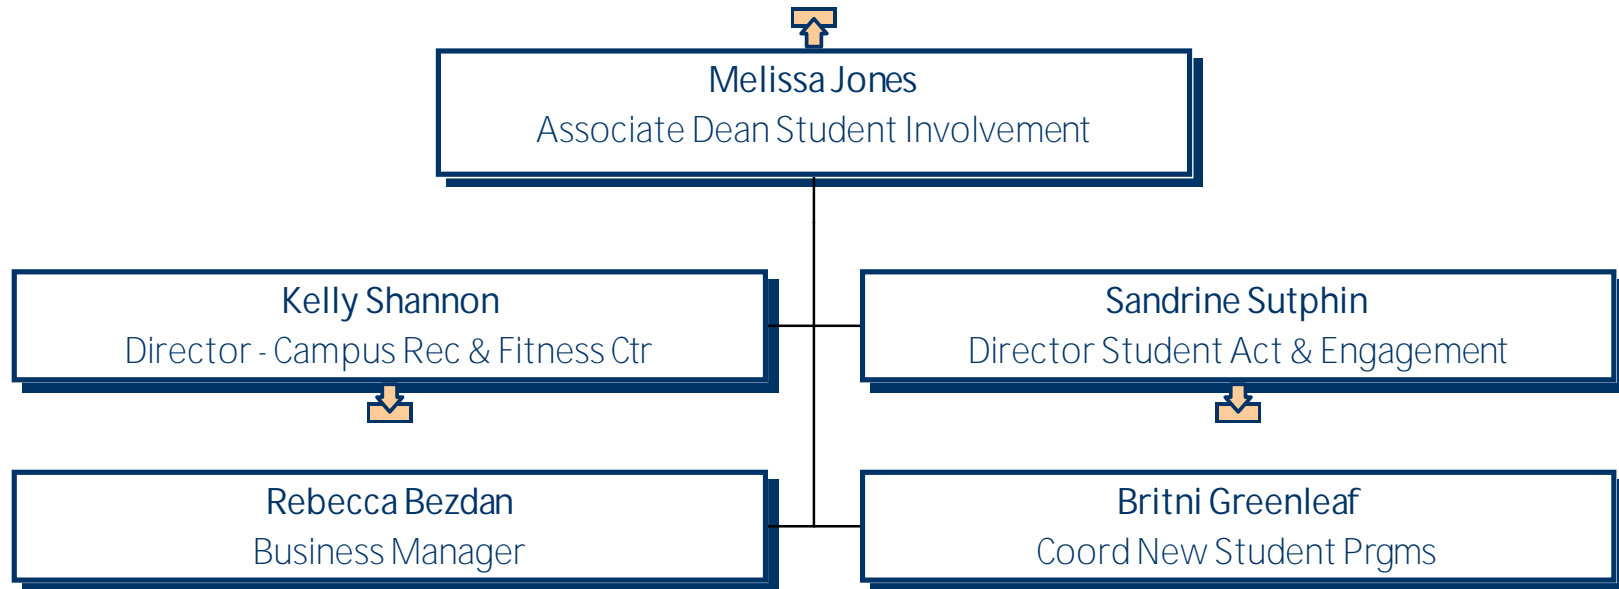 Melissa Jones
Associate Dean Student Involvement
Kelly Shannon
Director - Campus Rec & Fitness Ctr
Sandrine Sutphin
Director Student Act & Engagement
Rebecca Bezdan
Business Manager
Britni Greenleaf
Coord New Student Prgms